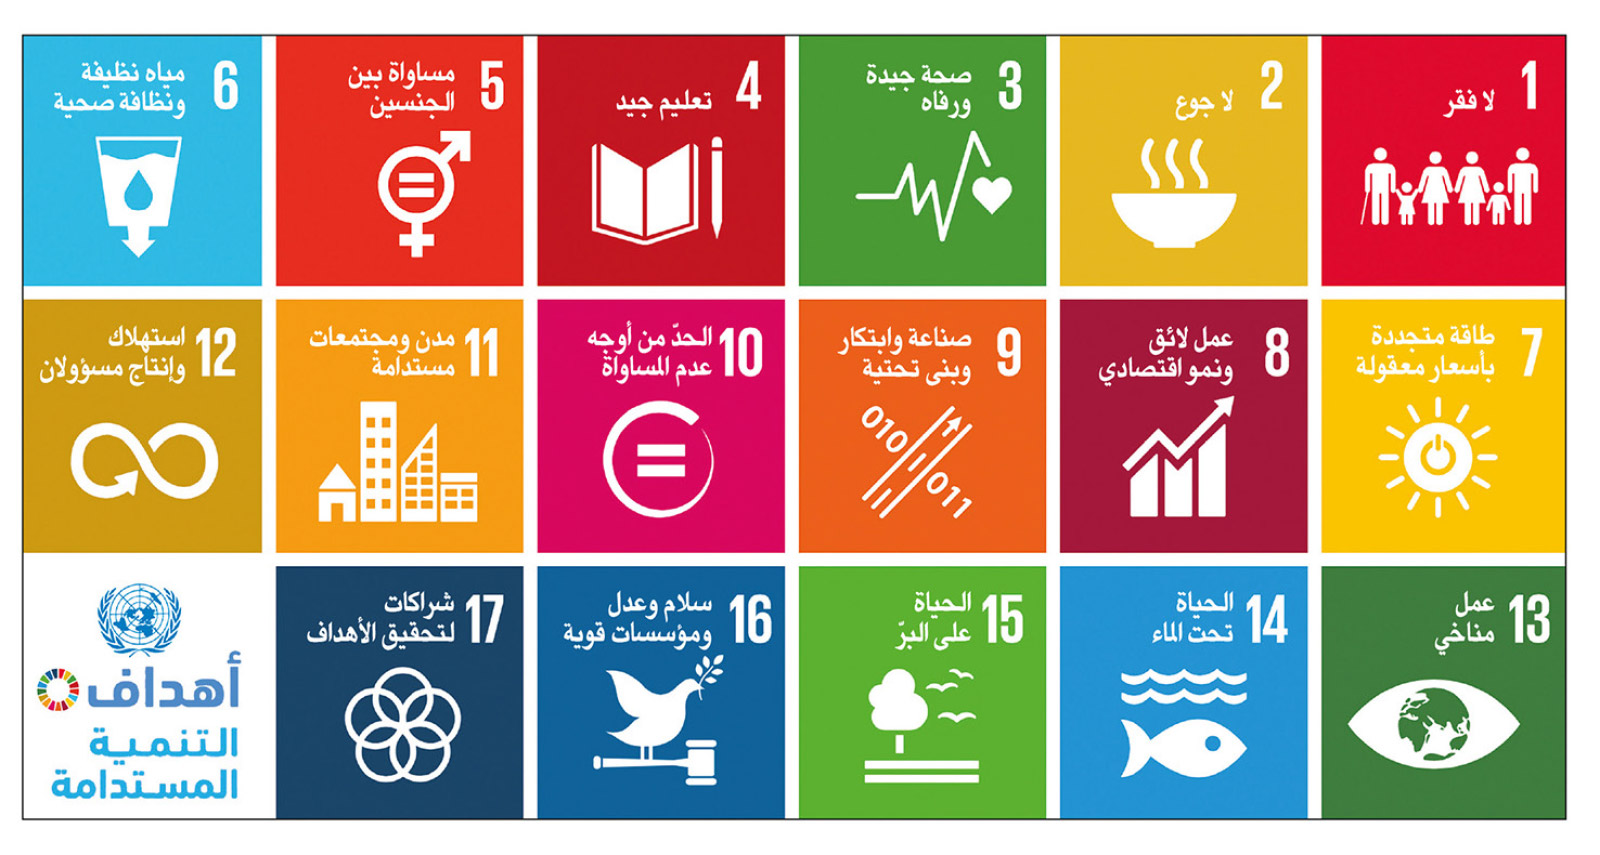 1 لا فقر
2 لا جوع
3 صحة جيدة
ورفاه
4 تعليم جيد
5 مساواة بين
الجنسين
6 مياه نظيفة
ونظافة صحية
7 طاقة متجددة
بأسعار معقولة
8 عمل لائق
ونمو اقتصادي
9 صناعة وابتكار
وبنى تحتية
010
011
10 الحدّ من أوجه
عدم المساواة
11 مدن ومجتمعات
مستدامة
12 استهلاك
وإنتاج مسؤولان
13 عمل
مناخي
14 الحياة
تحت الماء
15 الحياة
على البرّ
16 سلام وعدل
ومؤسسات قوية
17 شراكات
لتحقيق الأهداف
أهداف
التنمية
المستدامة